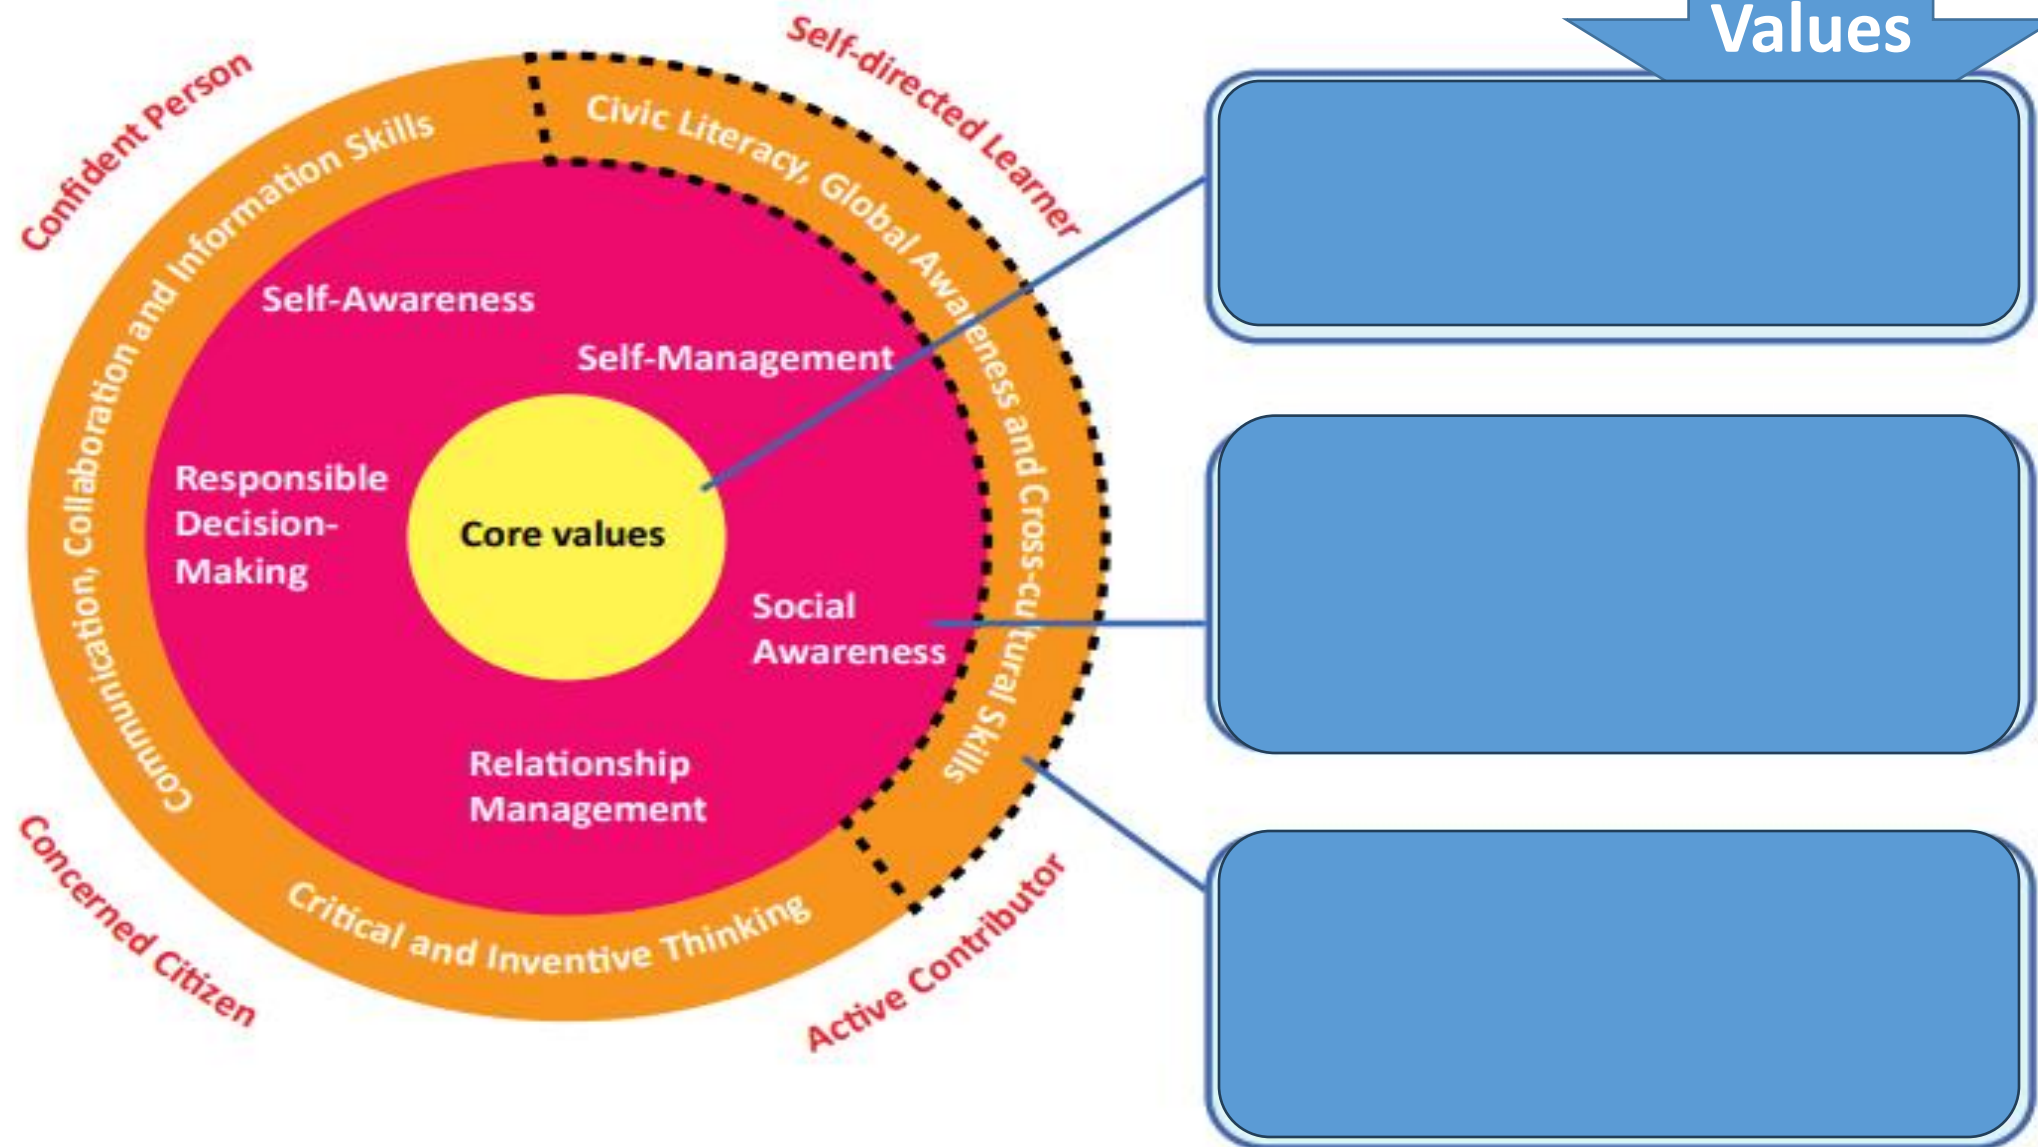 Values
Self-directed Learner
Confident Person
Civic Literacy, Global Awareness and Cross-cultural Skills
Communication, Collaboration and Information Skills
Self-Awareness
Self-Management
Responsible
Decision-
Making
Core values
Social
Awareness
Relationship
Management
Critical and Inventive Thinking
Concerned Citizen
Active Contributor